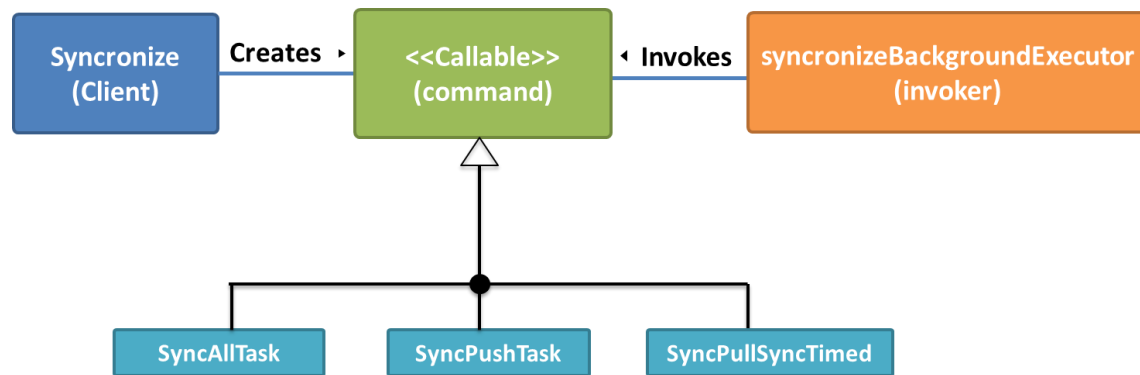 Syncronize
(Client)
Creates
<<Callable>>
(command)
Invokes
syncronizeBackgroundExecutor
(invoker)
SyncAllTask
SyncPushTask
SyncPullSyncTimed